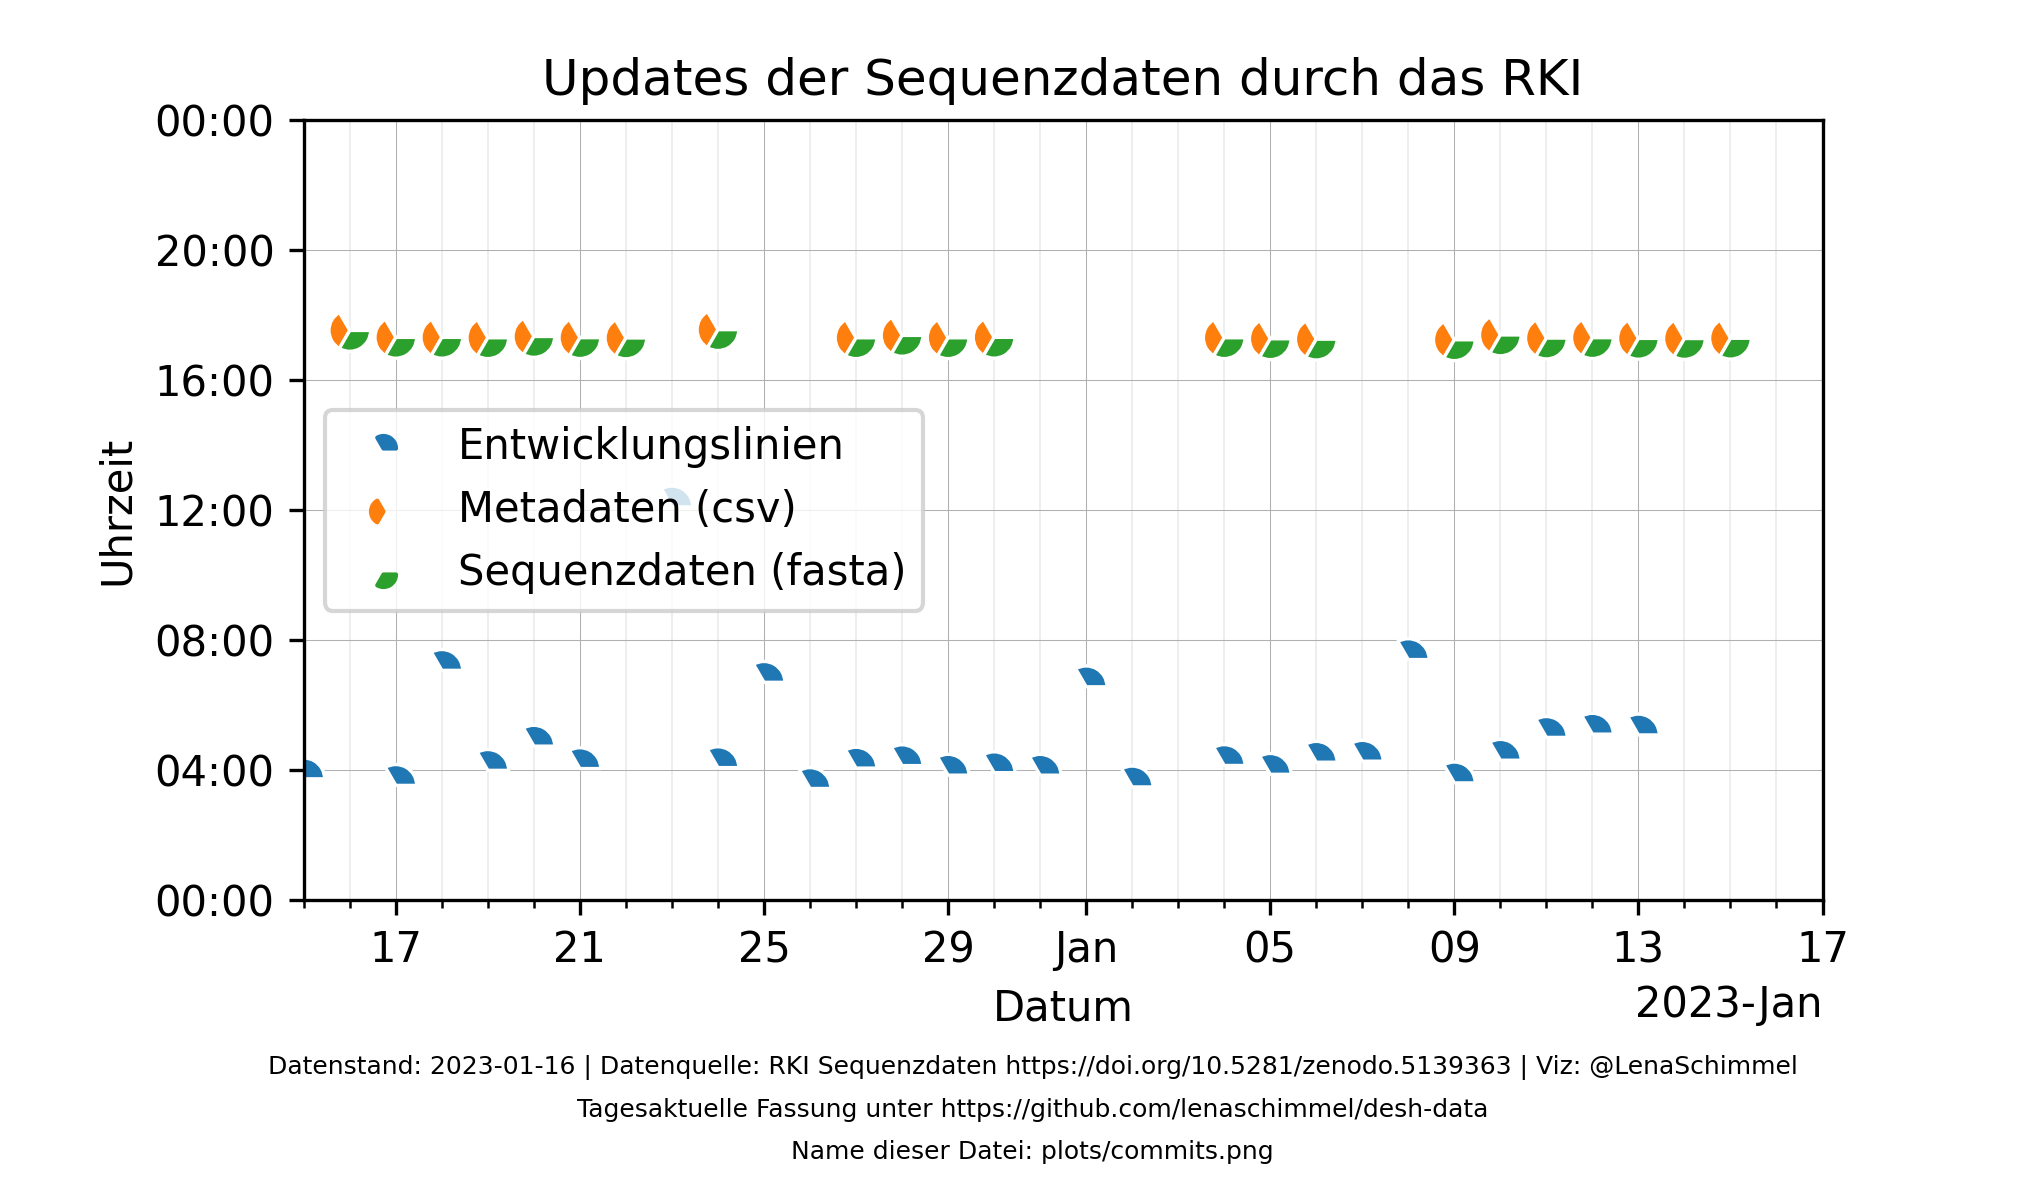 Updates der Sequenzdaten durch das RKI
00:00
20:00
16:00
12:00
08:00
04:00
00:00
Uhrzeit
Entwicklungslinien
Metadaten (csv)
Sequenzdaten (fasta)
17 21 25 29 Jan 05 09 13 17
Datum
2023-Jan
Datenstand: 2023-01-16 | Datenquelle: RKI Sequenzdaten https://doi.org/10.5281/zenodo.5139363 | Viz: @LenaSchimmel
Tagesaktuelle Fassung unter https://github.com/lenaschimmel/desh-data
Name dieser Datei: plots/commits.png